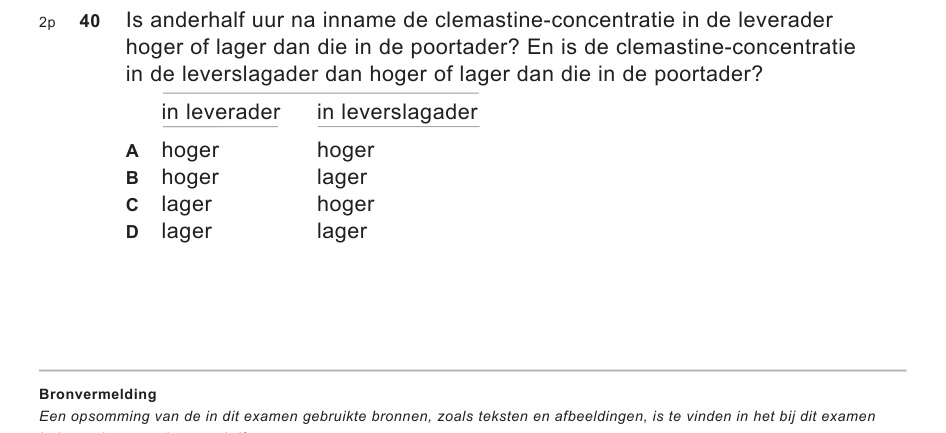 2p 40 Is anderhalf uur na inname de clemastine-concentratie in de leverader
hoger of lager dan die in de poortader? En is de clemastine-concentratie
in de leverslagader dan hoger of lager dan die in de poortader?
in leverader in leverslagader
A hoger hoger
B hoger lager
C lager hoger
D lager lager
Bronvermelding
Een opsomming van de in dit examen gebruikte bronnen, zoals teksten en afbeeldingen, is te vinden in het bij dit examen